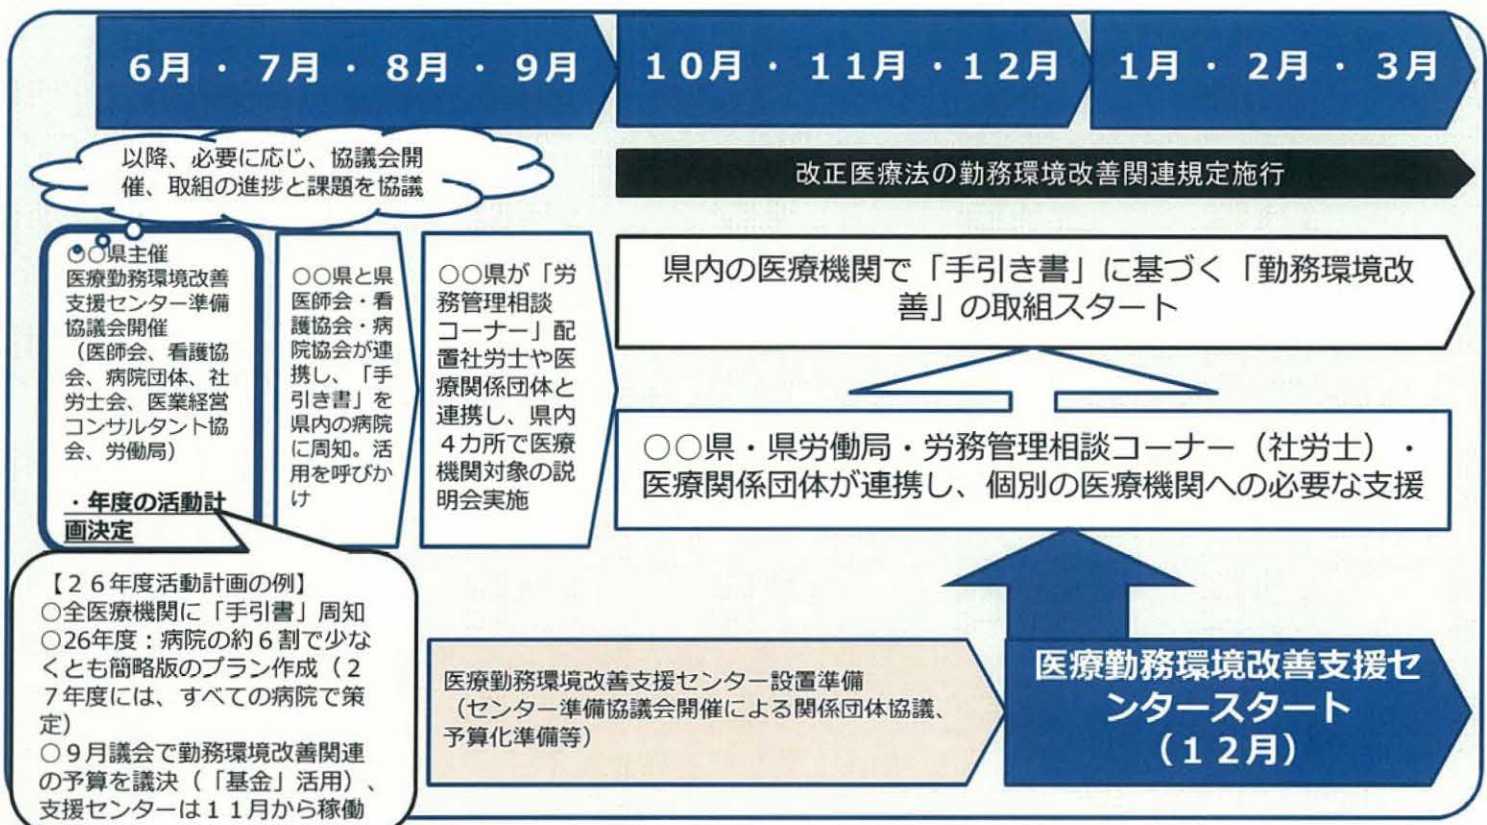 6月 ・ 7月 ・ 8月 ・ 9月
10月 ・ 11月 ・12月
1月 ・ 2月 ・ 3月
以降、必要に応じ、協議会開
催、取組の進捗と課題を協議
改正医療法の勤務環境改善関連規定施行
○○県主催
医療勤務環境改善
支援センター準備
協議会開催
（医師会、看護協
会、病院団体、社
労士会、医業経営
コンサルタント協
会、労働局）
・年度の活動計
画決定
○○県と県
医師会・看
護協会・病
院協会が連
携し、「手
引き書」を
県内の病院
に周知。活
用を呼びか
け
○○県が「労
務管理相談
コーナー」配
置社労士や医
療関係団体と
連携し、県内
４カ所で医療
機関対象の説
明会実施
県内の医療機関で「手引き書」に基づく「勤務環境改
善」の取組スタート
○○県・県労働局・労務管理相談コーナー（社労士）・
医療関係団体が連携し、個別の医療機関への必要な支援
【２６年度活動計画の例】
○全医療機関に「手引書」周知
○26年度：病院の約６割で少な
くとも簡略版のプラン作成（２
７年度には、すべての病院で策
定）
○９月議会で勤務環境改善関連
の予算を議決（「基金」活用）、
支援センターは１１月から稼働
医療勤務環境改善支援センター設置準備
（センター準備協議会開催による関係団体協議、
予算化準備等）
医療勤務環境改善支援セ
ンタースタート
（１２月）